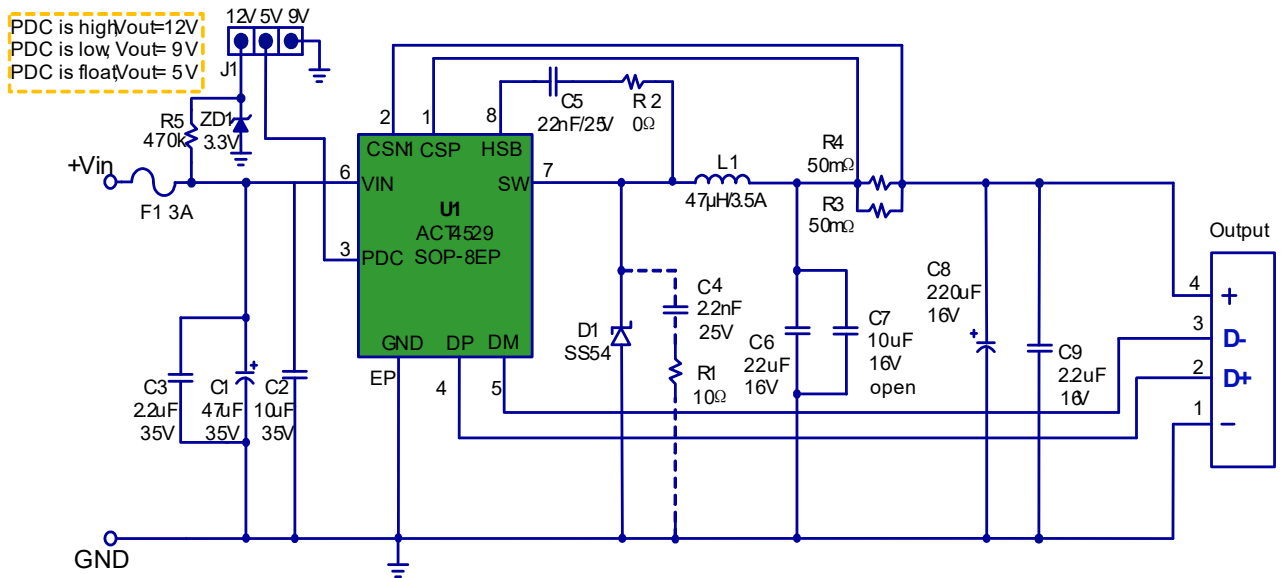 PDC is high,Vout=12V
PDC is low, Vout= 9V
PDC is float,Vout= 5V
12V 5V 9V
J1
R5
470k
ZD1
3.3V
+Vin
F1 3A
2
1
8
C5
22nF/25V
R2
0Ω
CSN1 CSP HSB
6
VIN
SW
7
U1
ACT4529
SOP-8EP
3
PDC
GND DP DM
EP
4
5
L1
47μH/3.5A
R4
50mΩ
R3
50mΩ
C3
2.2uF
35V
C1
+
47uF
35V
C2
10uF
35V
D1
SS54
C4
2.2nF
25V
R1
10Ω
C6
22uF
16V
C7
10uF
16V
open
C8
220uF
16V
+
C9
2.2uF
16V
Output
4
+
3
D-
2
D+
1
−
GND